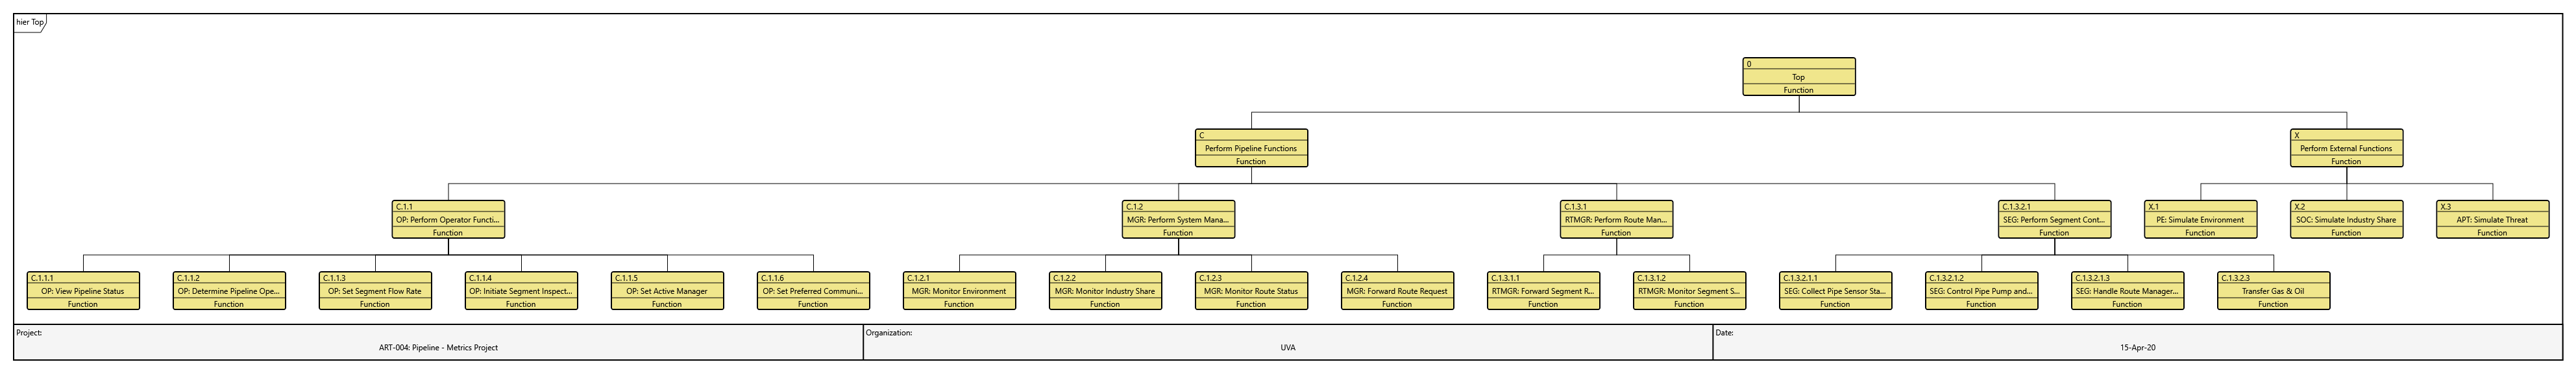 hier Top
0
Top
Function
C
Perform Pipeline Functions
Function
X
Perform External Functions
Function
C.1.1
OP: Perform Operator Functi...
Function
C.1.2
MGR: Perform System Mana...
Function
C.1.3.1
RTMGR: Perform Route Man...
Function
C.1.3.2.1
SEG: Perform Segment Cont...
Function
X.1
PE: Simulate Environment
Function
X.2
SOC: Simulate Industry Share
Function
X.3
APT: Simulate Threat
Function
C.1.1.1
OP: View Pipeline Status
Function
C.1.1.2
OP: Determine Pipeline Ope...
Function
C.1.1.3
OP: Set Segment Flow Rate
Function
C.1.1.4
OP: Initiate Segment Inspect...
Function
C.1.1.5
OP: Set Active Manager
Function
C.1.1.6
OP: Set Preferred Communi...
Function
C.1.2.1
MGR: Monitor Environment
Function
C.1.2.2
MGR: Monitor Industry Share
Function
C.1.2.3
MGR: Monitor Route Status
Function
C.1.2.4
MGR: Forward Route Request
Function
C.1.3.1.1
RTMGR: Forward Segment R...
Function
C.1.3.1.2
RTMGR: Monitor Segment S...
Function
C.1.3.2.1.1
SEG: Collect Pipe Sensor Sta...
Function
C.1.3.2.1.2
SEG: Control Pipe Pump and...
Function
C.1.3.2.1.3
SEG: Handle Route Manager...
Function
C.1.3.2.3
Transfer Gas & Oil
Function
Project:
ART-004: Pipeline - Metrics Project
Organization:
UVA
Date:
15-Apr-20